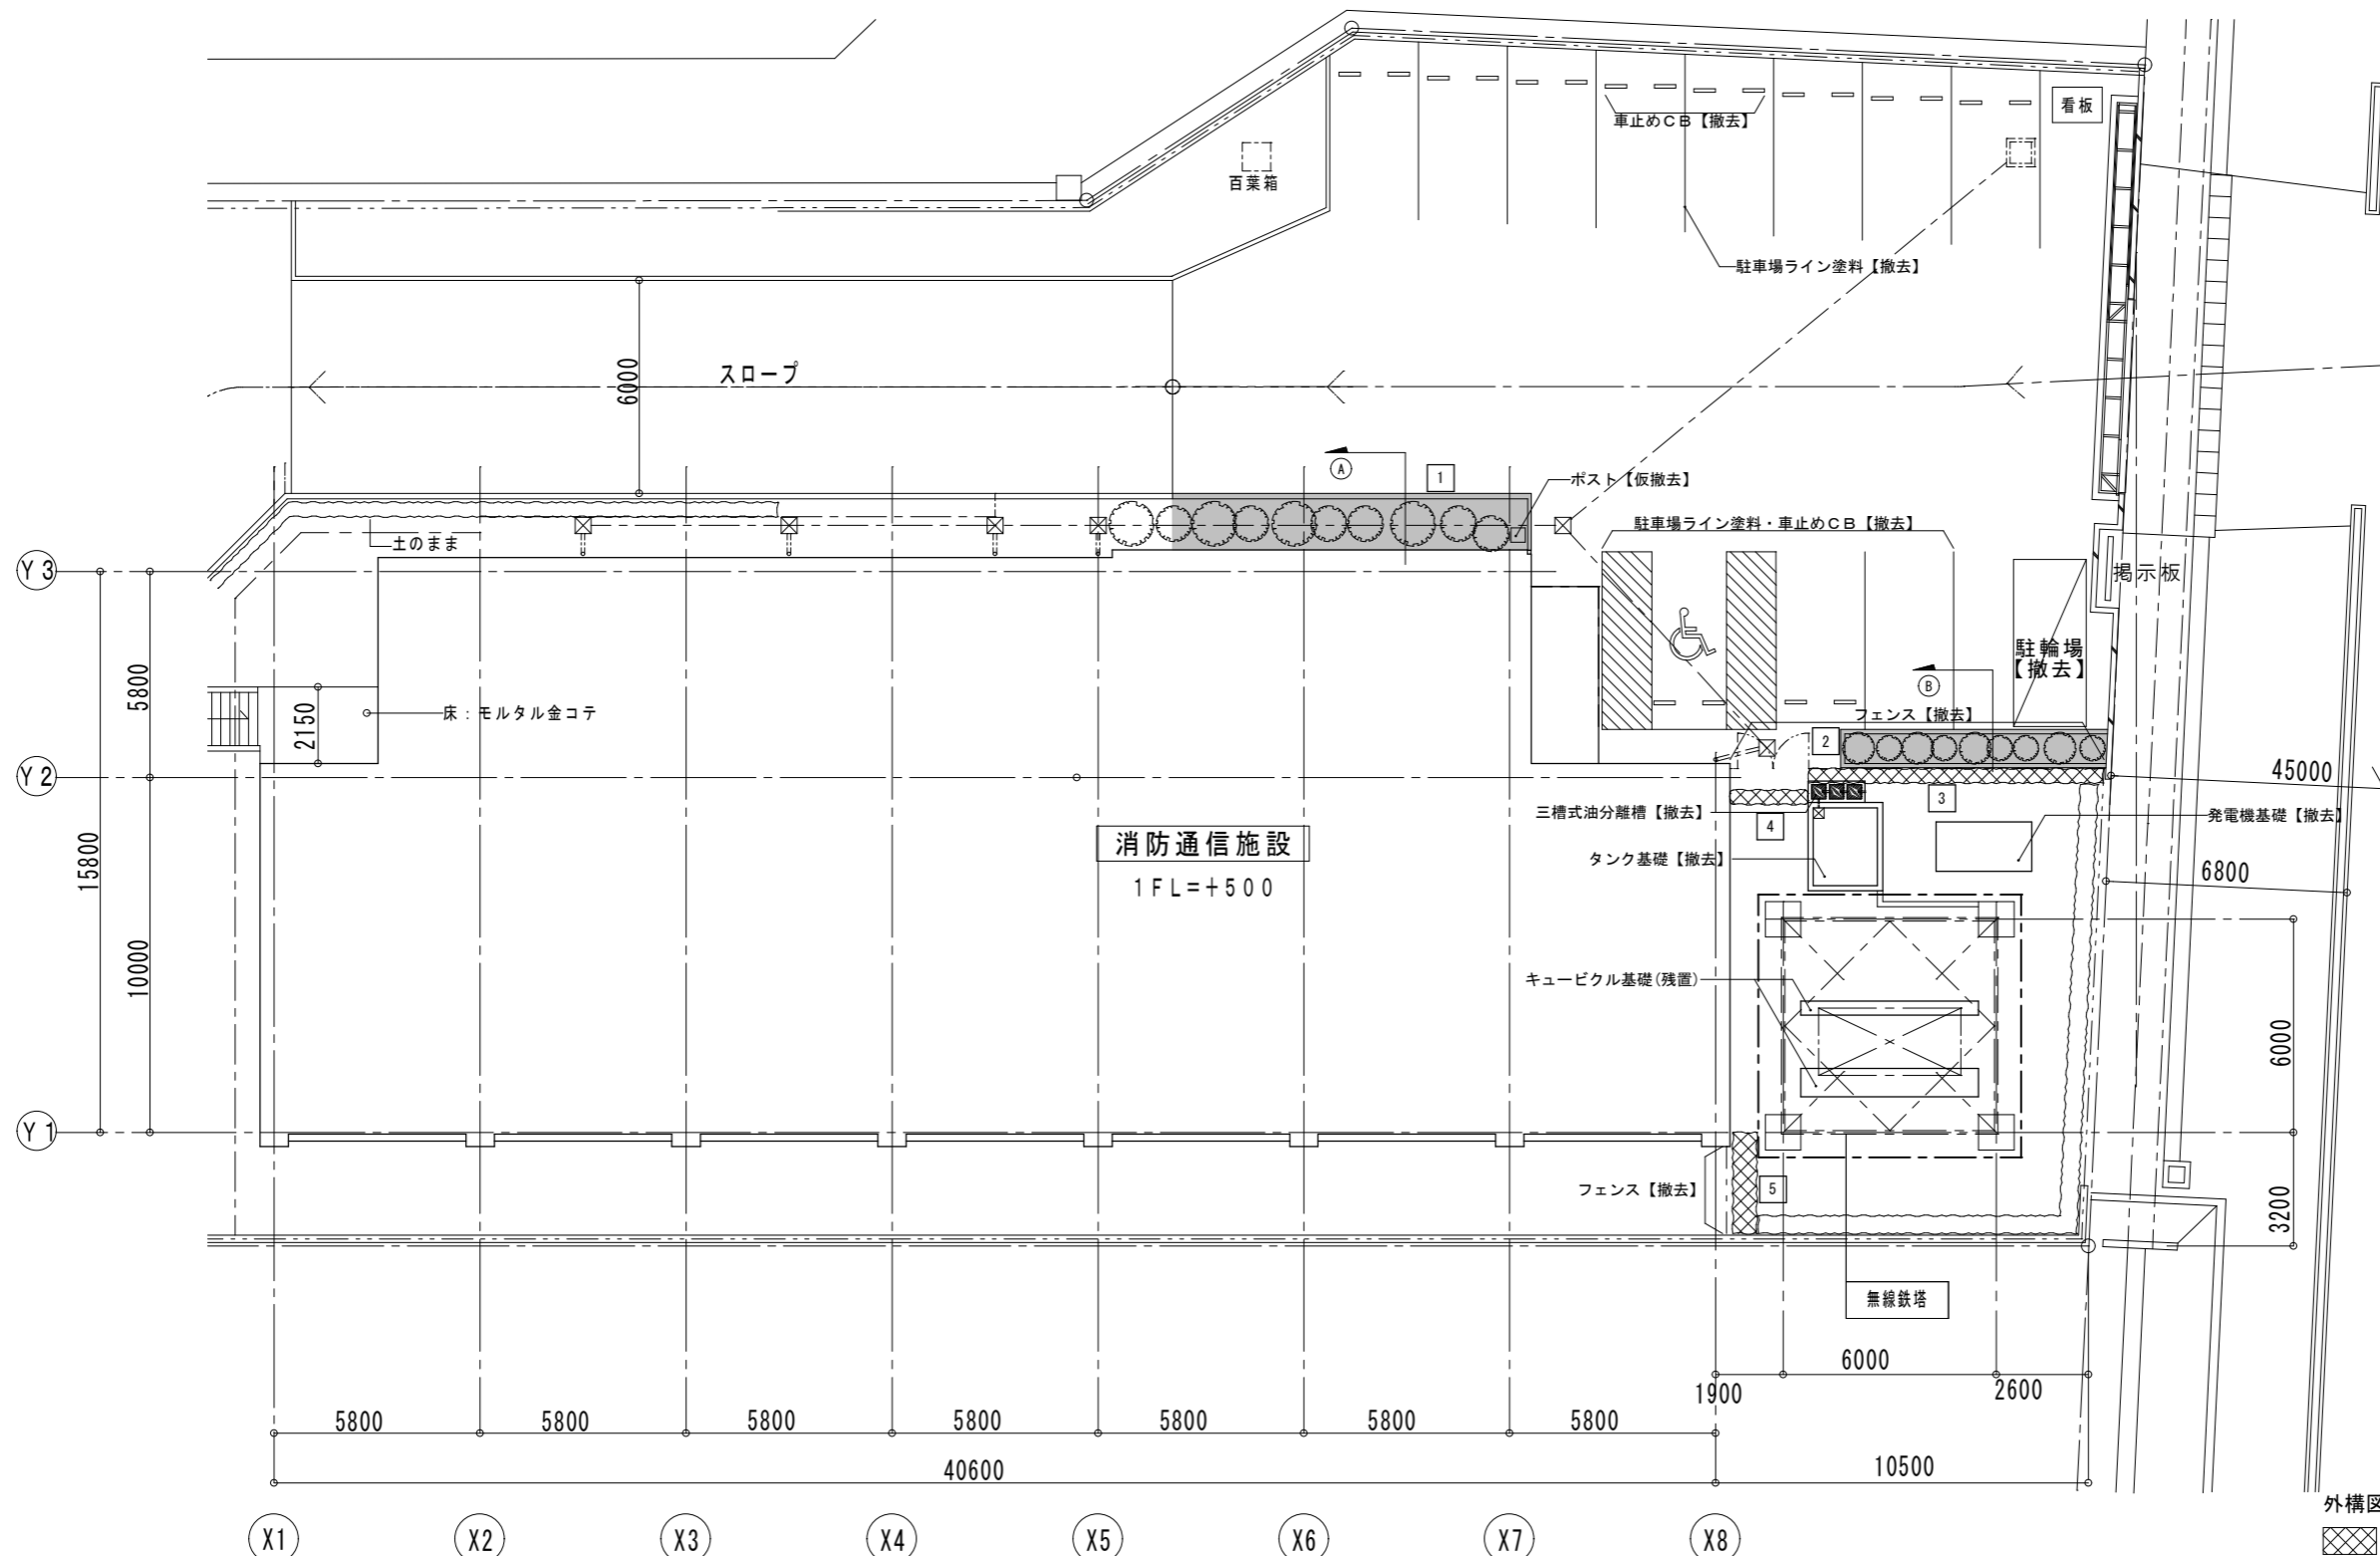 看板
車止めCB【撤去】
百葉箱
駐車場ライン塗料【撤去】
スロープ
6000
A
1
ポスト【仮撤去】
駐車場ライン塗料・車止めCB【撤去】
土のまま
掲示板
Y3
駐輪場
【撤去】
B
5800
2150
床：モルタル金コテ
フェンス【撤去】
2
Y2
45000
三槽式油分離槽【撤去】
3
4
発電機基礎【撤去】
消防通信施設
1FL=+500
タンク基礎【撤去】
15800
6800
10000
キュービクル基礎(残置)
6000
Y1
フェンス【撤去】
5
3200
無線鉄塔
6000
1900
2600
5800
5800
5800
5800
5800
5800
5800
40600
10500
外構図
X1
X2
X3
X4
X5
X6
X7
X8